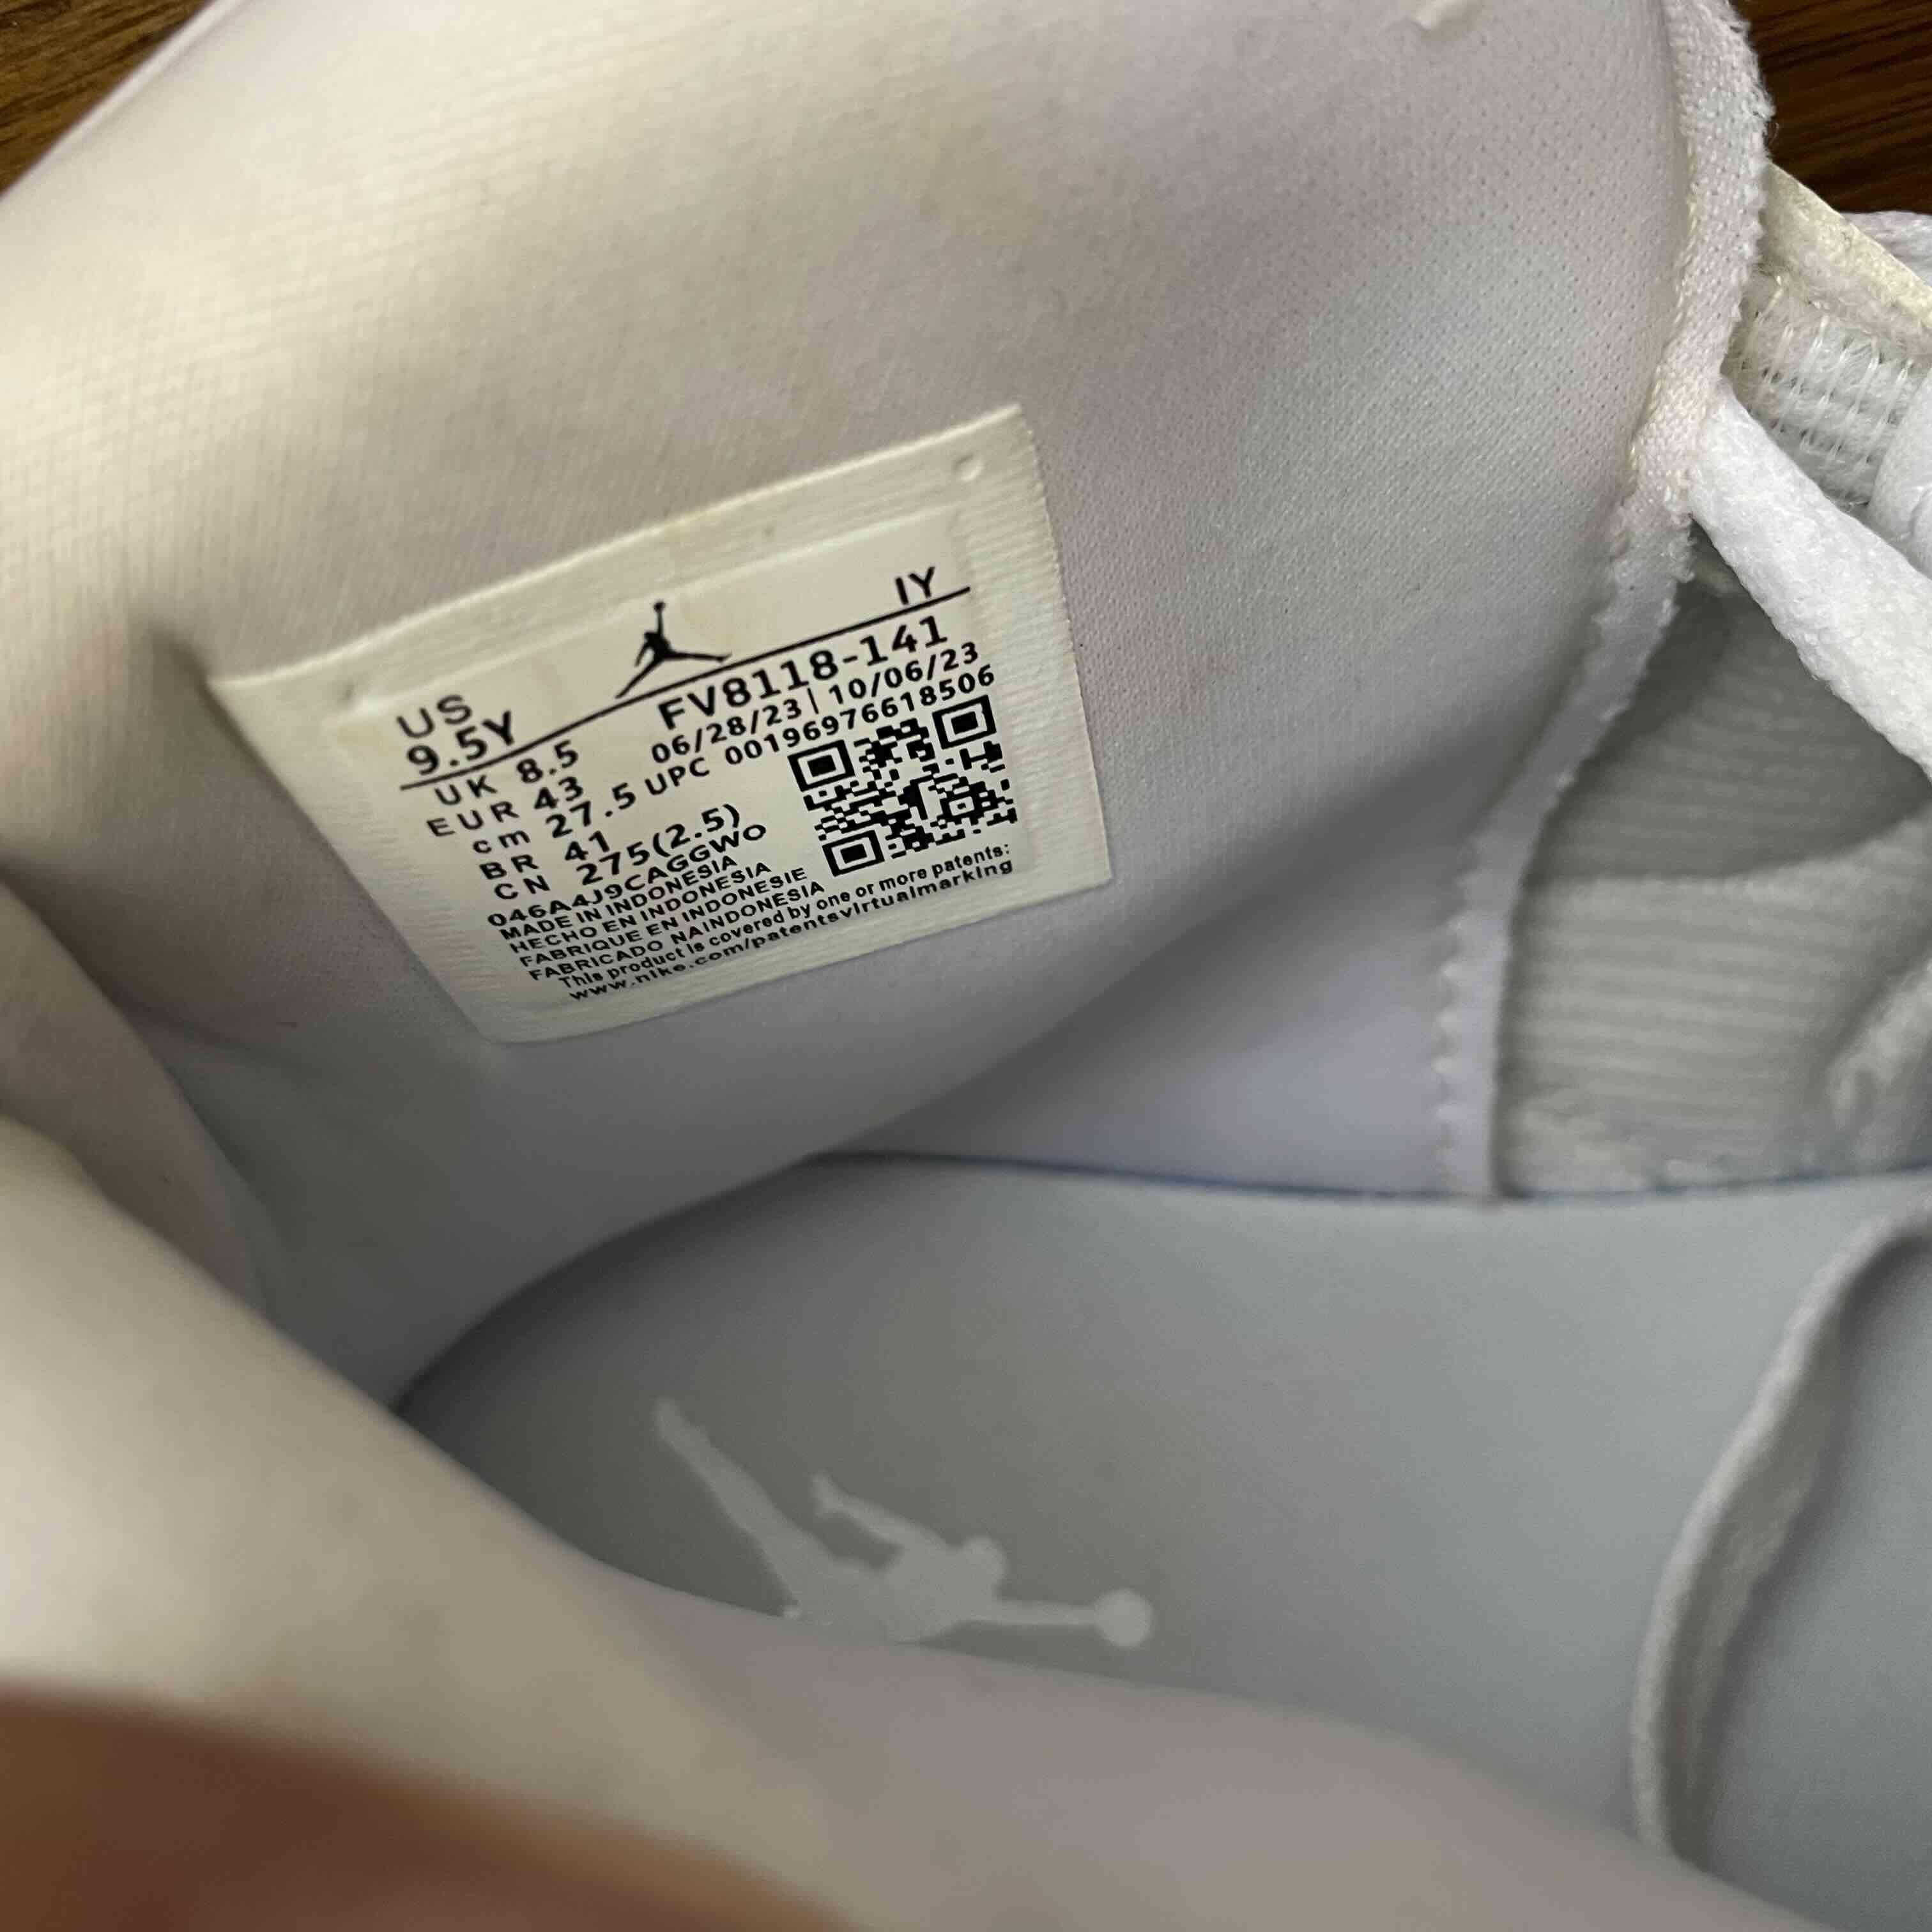 US
9.5Y
IY
UK 8.5
FV8118-141
EUR 43
06/28/23 | 10/06/23
cm 27.5 UPC 00196976618506
BR 41
CN 275(2.5)
046A4J9CAGGWO
MADE IN INDONESIA
HECHO EN INDONESIA
FABRIQUE EN INDONESIE
FABRICADO NA INDONESIA
This product is covered by one or more patents:
www.nike.com/patentsvirtualmarking